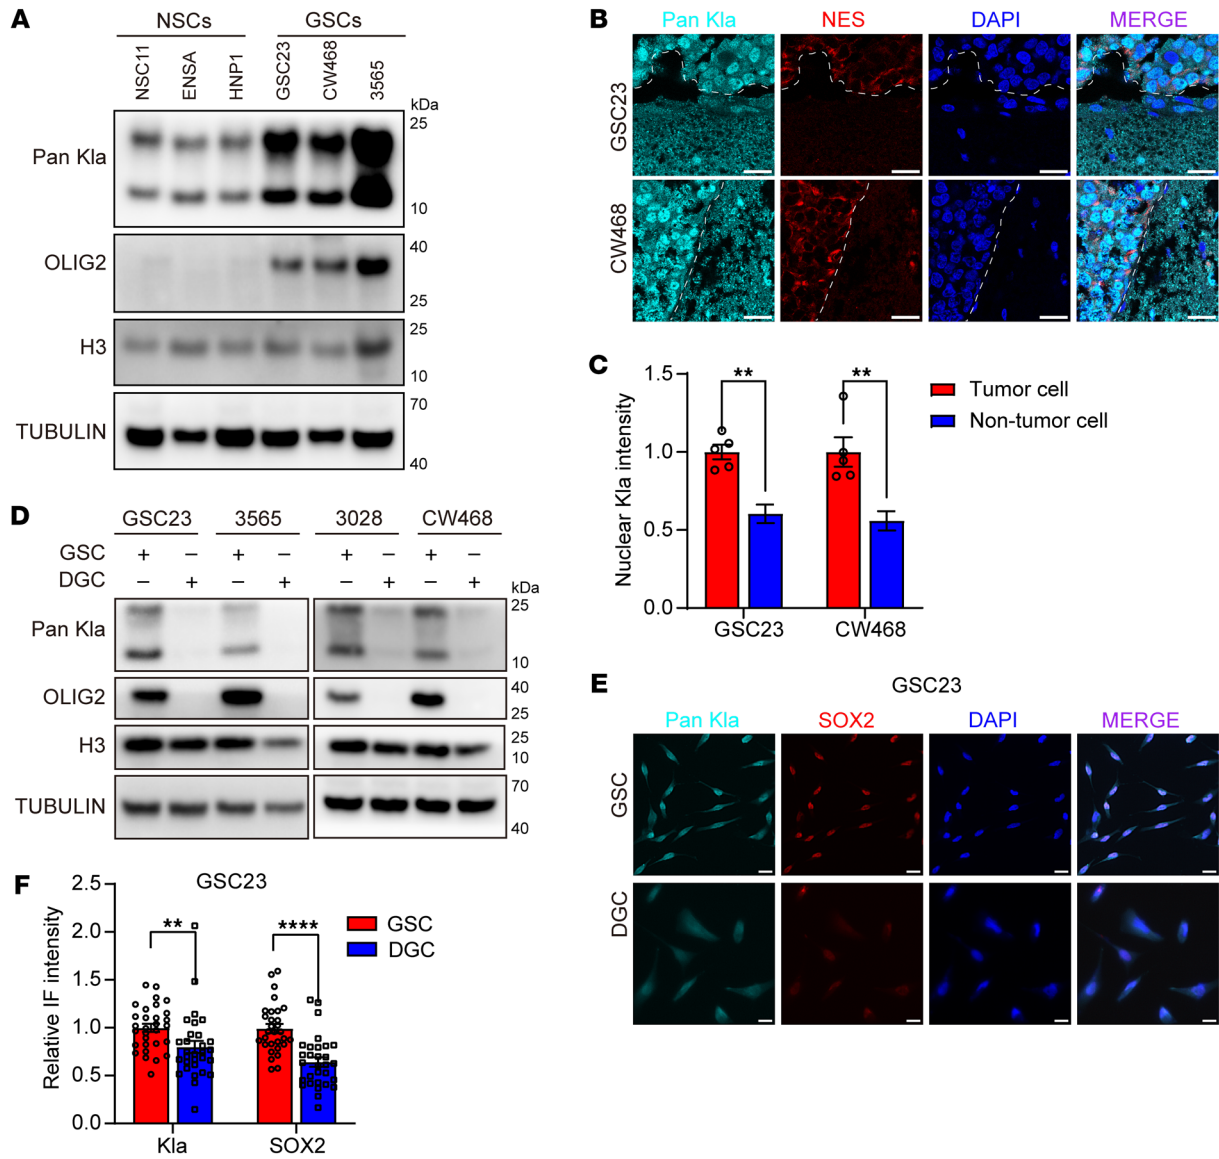 A
NSCs GSCs
NSC11 ENSA HNP1 GSC23 CW468 3565
kDa
Pan Kla 25
10
OLIG2 40
25
H3 25
10
TUBULIN 70
40
B
Pan Kla NES DAPI MERGE
GSC23
CW468
C
Nuclear Kla intensity
1.5
1.0
0.5
0.0
** **
GSC23 CW468
Tumor cell
Non-tumor cell
D
GSC23 3565 3028 CW468
GSC + – + – + – + –
DGC – + – + – + – +
kDa
Pan Kla 25
10
OLIG2 40
25
H3 25
10
TUBULIN 70
40
E
GSC23
Pan Kla SOX2 DAPI MERGE
GSC
DGC
F
GSC23
Relative IF intensity
2.5
2.0
1.5
1.0
0.5
0.0
** ****
Kla SOX2
GSC
DGC